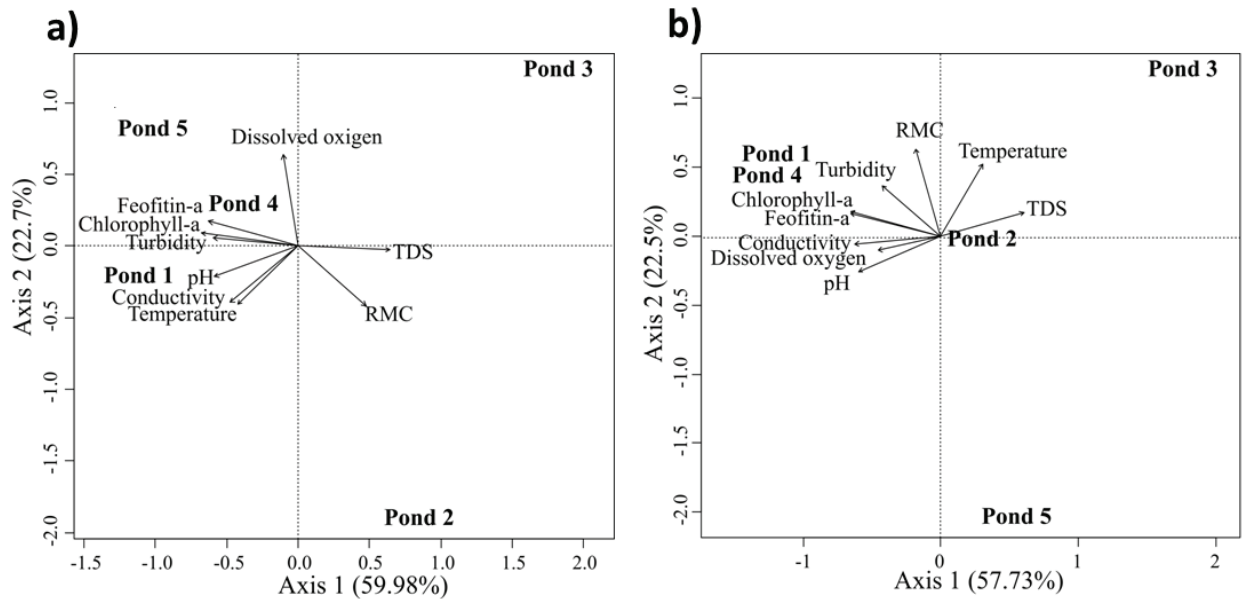 a)
Pond 3
Pond 5
Dissolved oxigen
Feofitin-a
Pond 4
Chlorophyll-a
Turbidity
TDS
Pond 1
pH
Conductivity
Temperature
RMC
Pond 2
Axis 2 (22.7%)
1.0
0.5
0.0
-0.5
-1.0
-1.5
-2.0
-1.5
-1.0
-0.5
0.0
0.5
1.0
1.5
2.0
Axis 1 (59.98%)
b)
Pond 3
RMC
Temperature
Pond 1
Turbidity
Pond 4
Chlorophyll-a
Feofitin-a
TDS
Conductivity
Pond 2
Dissolved oxygen
pH
Pond 5
Axis 2 (22.5%)
1.0
0.5
0.0
-0.5
-1.0
-1.5
-2.0
-1
0
1
2
Axis 1 (57.73%)